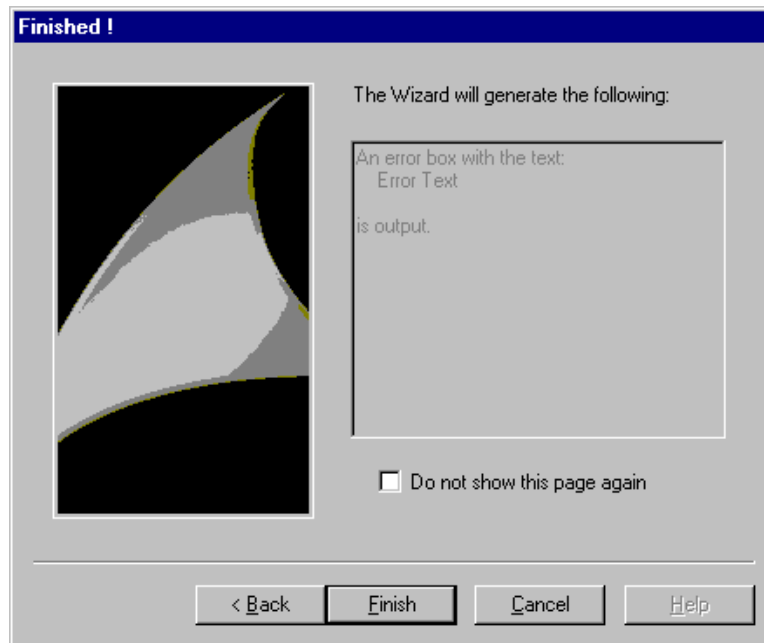 Finished !
The Wizard will generate the following:
An error box with the text:
Error Text
is output.
Do not show this page again
< Back
Finish
Cancel
Help